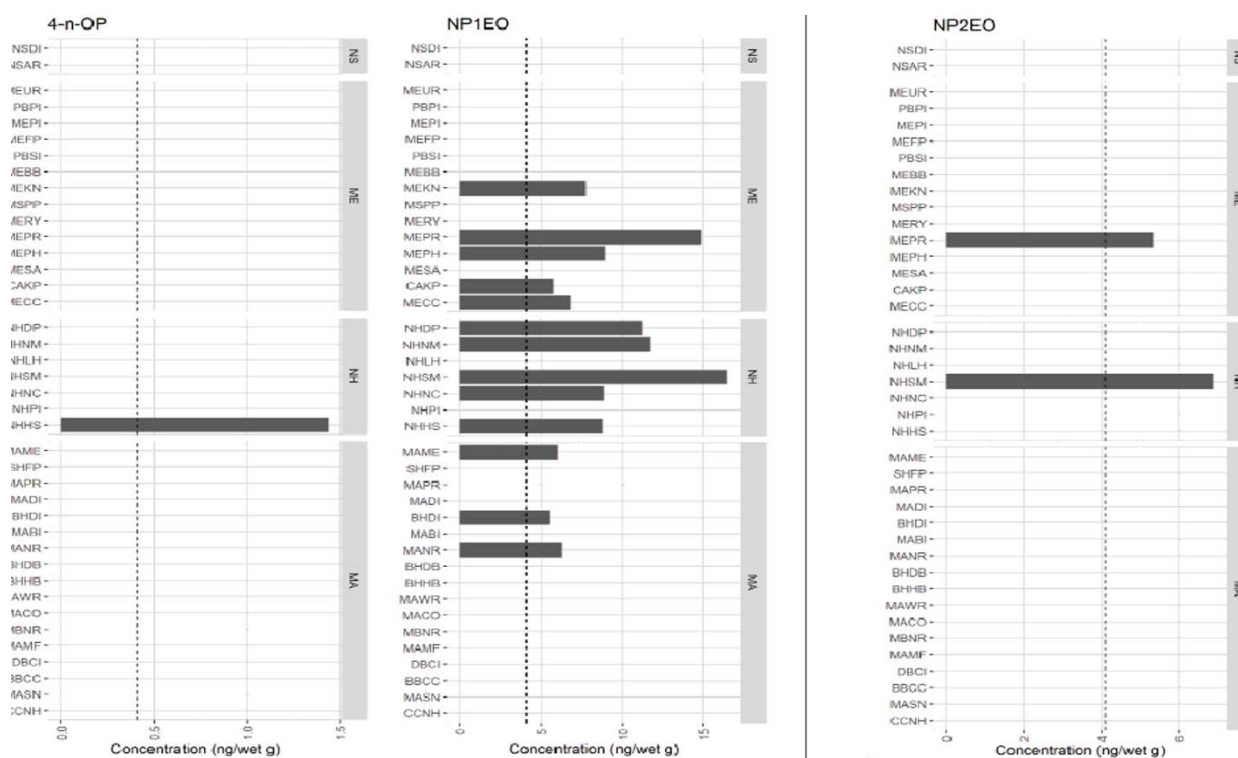 4-n-OP
NSDI
NSAR
NS
MEUR
PBPI
MEPI
MEFP
PBSI
MEBB
MEKN
MSPP
MERY
MEPR
MEPH
MESA
CAKP
MECC
ME
NHDP
NHNM
NHLH
NHSM
NHNC
NHPI
NHHS
NH
MAME
SHFP
MAPR
MADI
BHDI
MABI
MANR
BHDB
BHHB
MAWR
MACO
MBNR
MAMF
DBCI
BBCC
MASN
CCNH
MA
0.0 0.5 1.0 1.5
Concentration (ng/wet g)
NP1EO
NSDI
NSAR
NS
MEUR
PBPI
MEPI
MEFP
PBSI
MEBB
MEKN
MSPP
MERY
MEPR
MEPH
MESA
CAKP
MECC
ME
NHDP
NHNM
NHLH
NHSM
NHNC
NHPI
NHHS
NH
MAME
SHFP
MAPR
MADI
BHDI
MABI
MANR
BHDB
BHHB
MAWR
MACO
MBNR
MAMF
DBCI
BBCC
MASN
CCNH
MA
0 5 10 15
Concentration (ng/wet g)
NP2EO
NSDI
NSAR
NS
MEUR
PBPI
MEPI
MEFP
PBSI
MEBB
MEKN
MSPP
MERY
MEPR
MEPH
MESA
CAKP
MECC
ME
NHDP
NHNM
NHLH
NHSM
NHNC
NHPI
NHHS
NH
MAME
SHFP
MAPR
MADI
BHDI
MABI
MANR
BHDB
BHHB
MAWR
MACO
MBNR
MAMF
DBCI
BBCC
MASN
CCNH
MA
0 2 4 6
Concentration (ng/wet g)